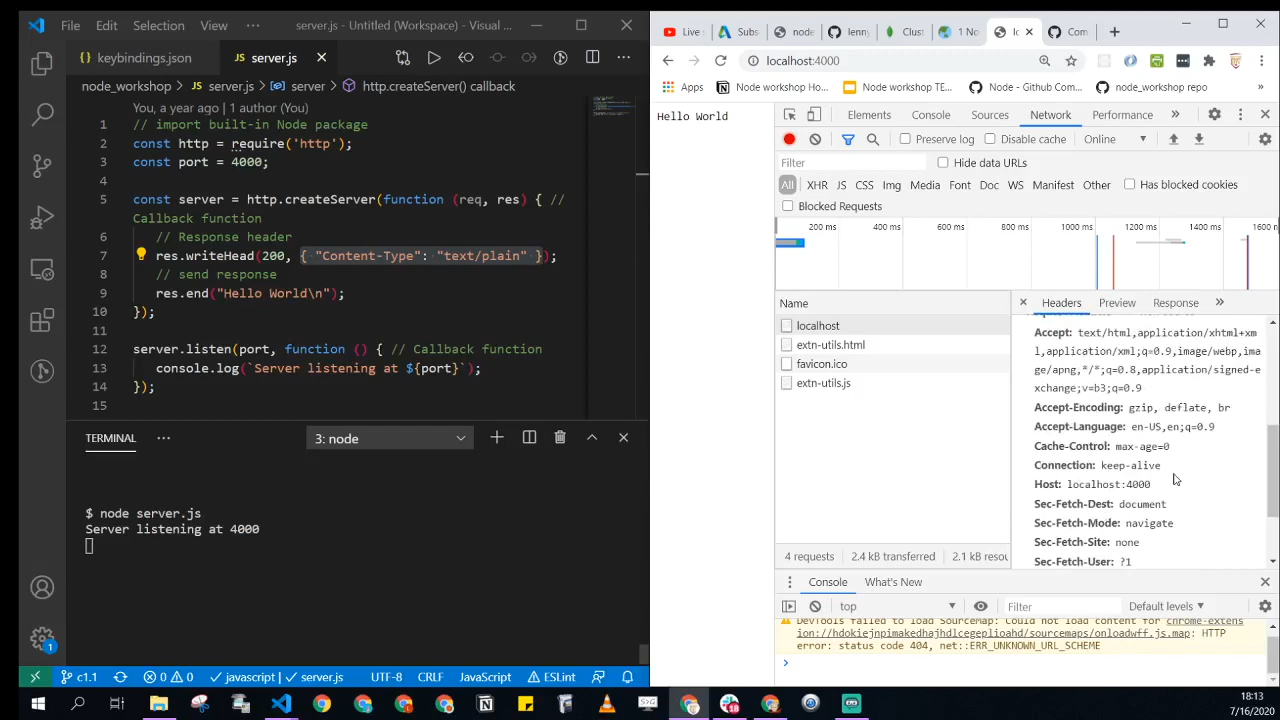 File Edit Selection View
server.js - Untitled (Workspace) - Visual ...
{} keybindings.json
JS server.js
node_workshop > JS server.js > server > http.createServer() callback
You, a year ago | 1 author (You)
1 // import built-in Node package
2 const http = require('http');
3 const port = 4000;
4
5 const server = http.createServer(function (req, res) { //
Callback function
6 // Response header
7 res.writeHead(200, { "Content-Type": "text/plain" });
8 // send response
9 res.end("Hello World\n");
10 });
11
12 server.listen(port, function () { // Callback function
13 console.log(`Server listening at ${port}`);
14 });
15
TERMINAL ... 3: node
$ node server.js
Server listening at 4000
1
c1.1 0 0 javascript | server.js UTF-8 CRLF JavaScript ESLint
Live s
Subs
node
lenny
Clust
1 No
lo
Com
localhost:4000
Apps
Node workshop Ho...
Node workshop TE...
Node - Github Com...
node_workshop repo
»
Hello World
Elements Console Sources Network Performance »
Preserve log Disable cache Online
Filter
Hide data URLs
All XHR JS CSS Img Media Font Doc WS Manifest Other Has blocked cookies
Blocked Requests
200 ms 400 ms 600 ms 800 ms 1000 ms 1200 ms 1400 ms 1600 n
Name
localhost
extn-utils.html
favicon.ico
extn-utils.js
4 requests 2.4 kB transferred 2.1 kB resou
Headers Preview Response »
Accept: text/html,application/xhtml+xm
l,application/xml;q=0.9,image/webp,ima
ge/apng,*/*;q=0.8,application/signed-e
xchange;v=b3;q=0.9
Accept-Encoding: gzip, deflate, br
Accept-Language: en-US,en;q=0.9
Cache-Control: max-age=0
Connection: keep-alive
Host: localhost:4000
Sec-Fetch-Dest: document
Sec-Fetch-Mode: navigate
Sec-Fetch-Site: none
Sec-Fetch-User: ?1
Console What's New
top Filter Default levels
DevTools failed to load SourceMap: Could not load content for chrome-extens
ion://hdokiejnpimakedhajhdlcegeplioahd/sourcemaps/onloadwff.js.map: HTTP
error: status code 404, net::ERR_UNKNOWN_URL_SCHEME
>
18
18:13
7/16/2020